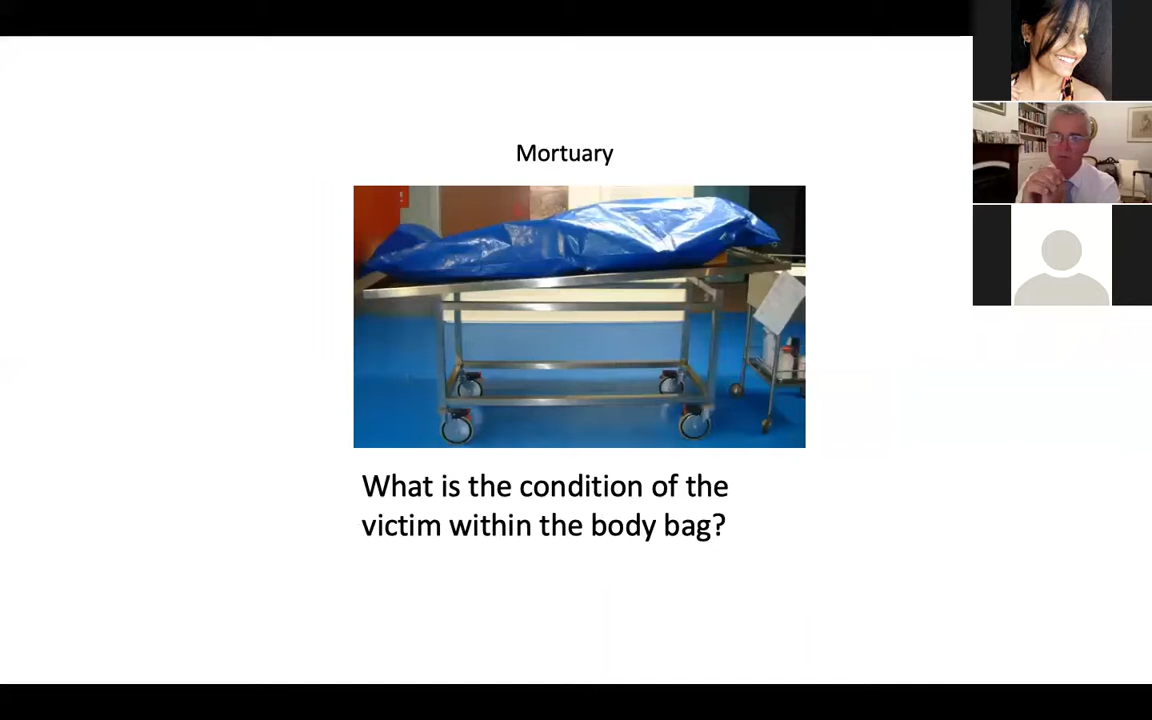 Mortuary
What is the condition of the
victim within the body bag?